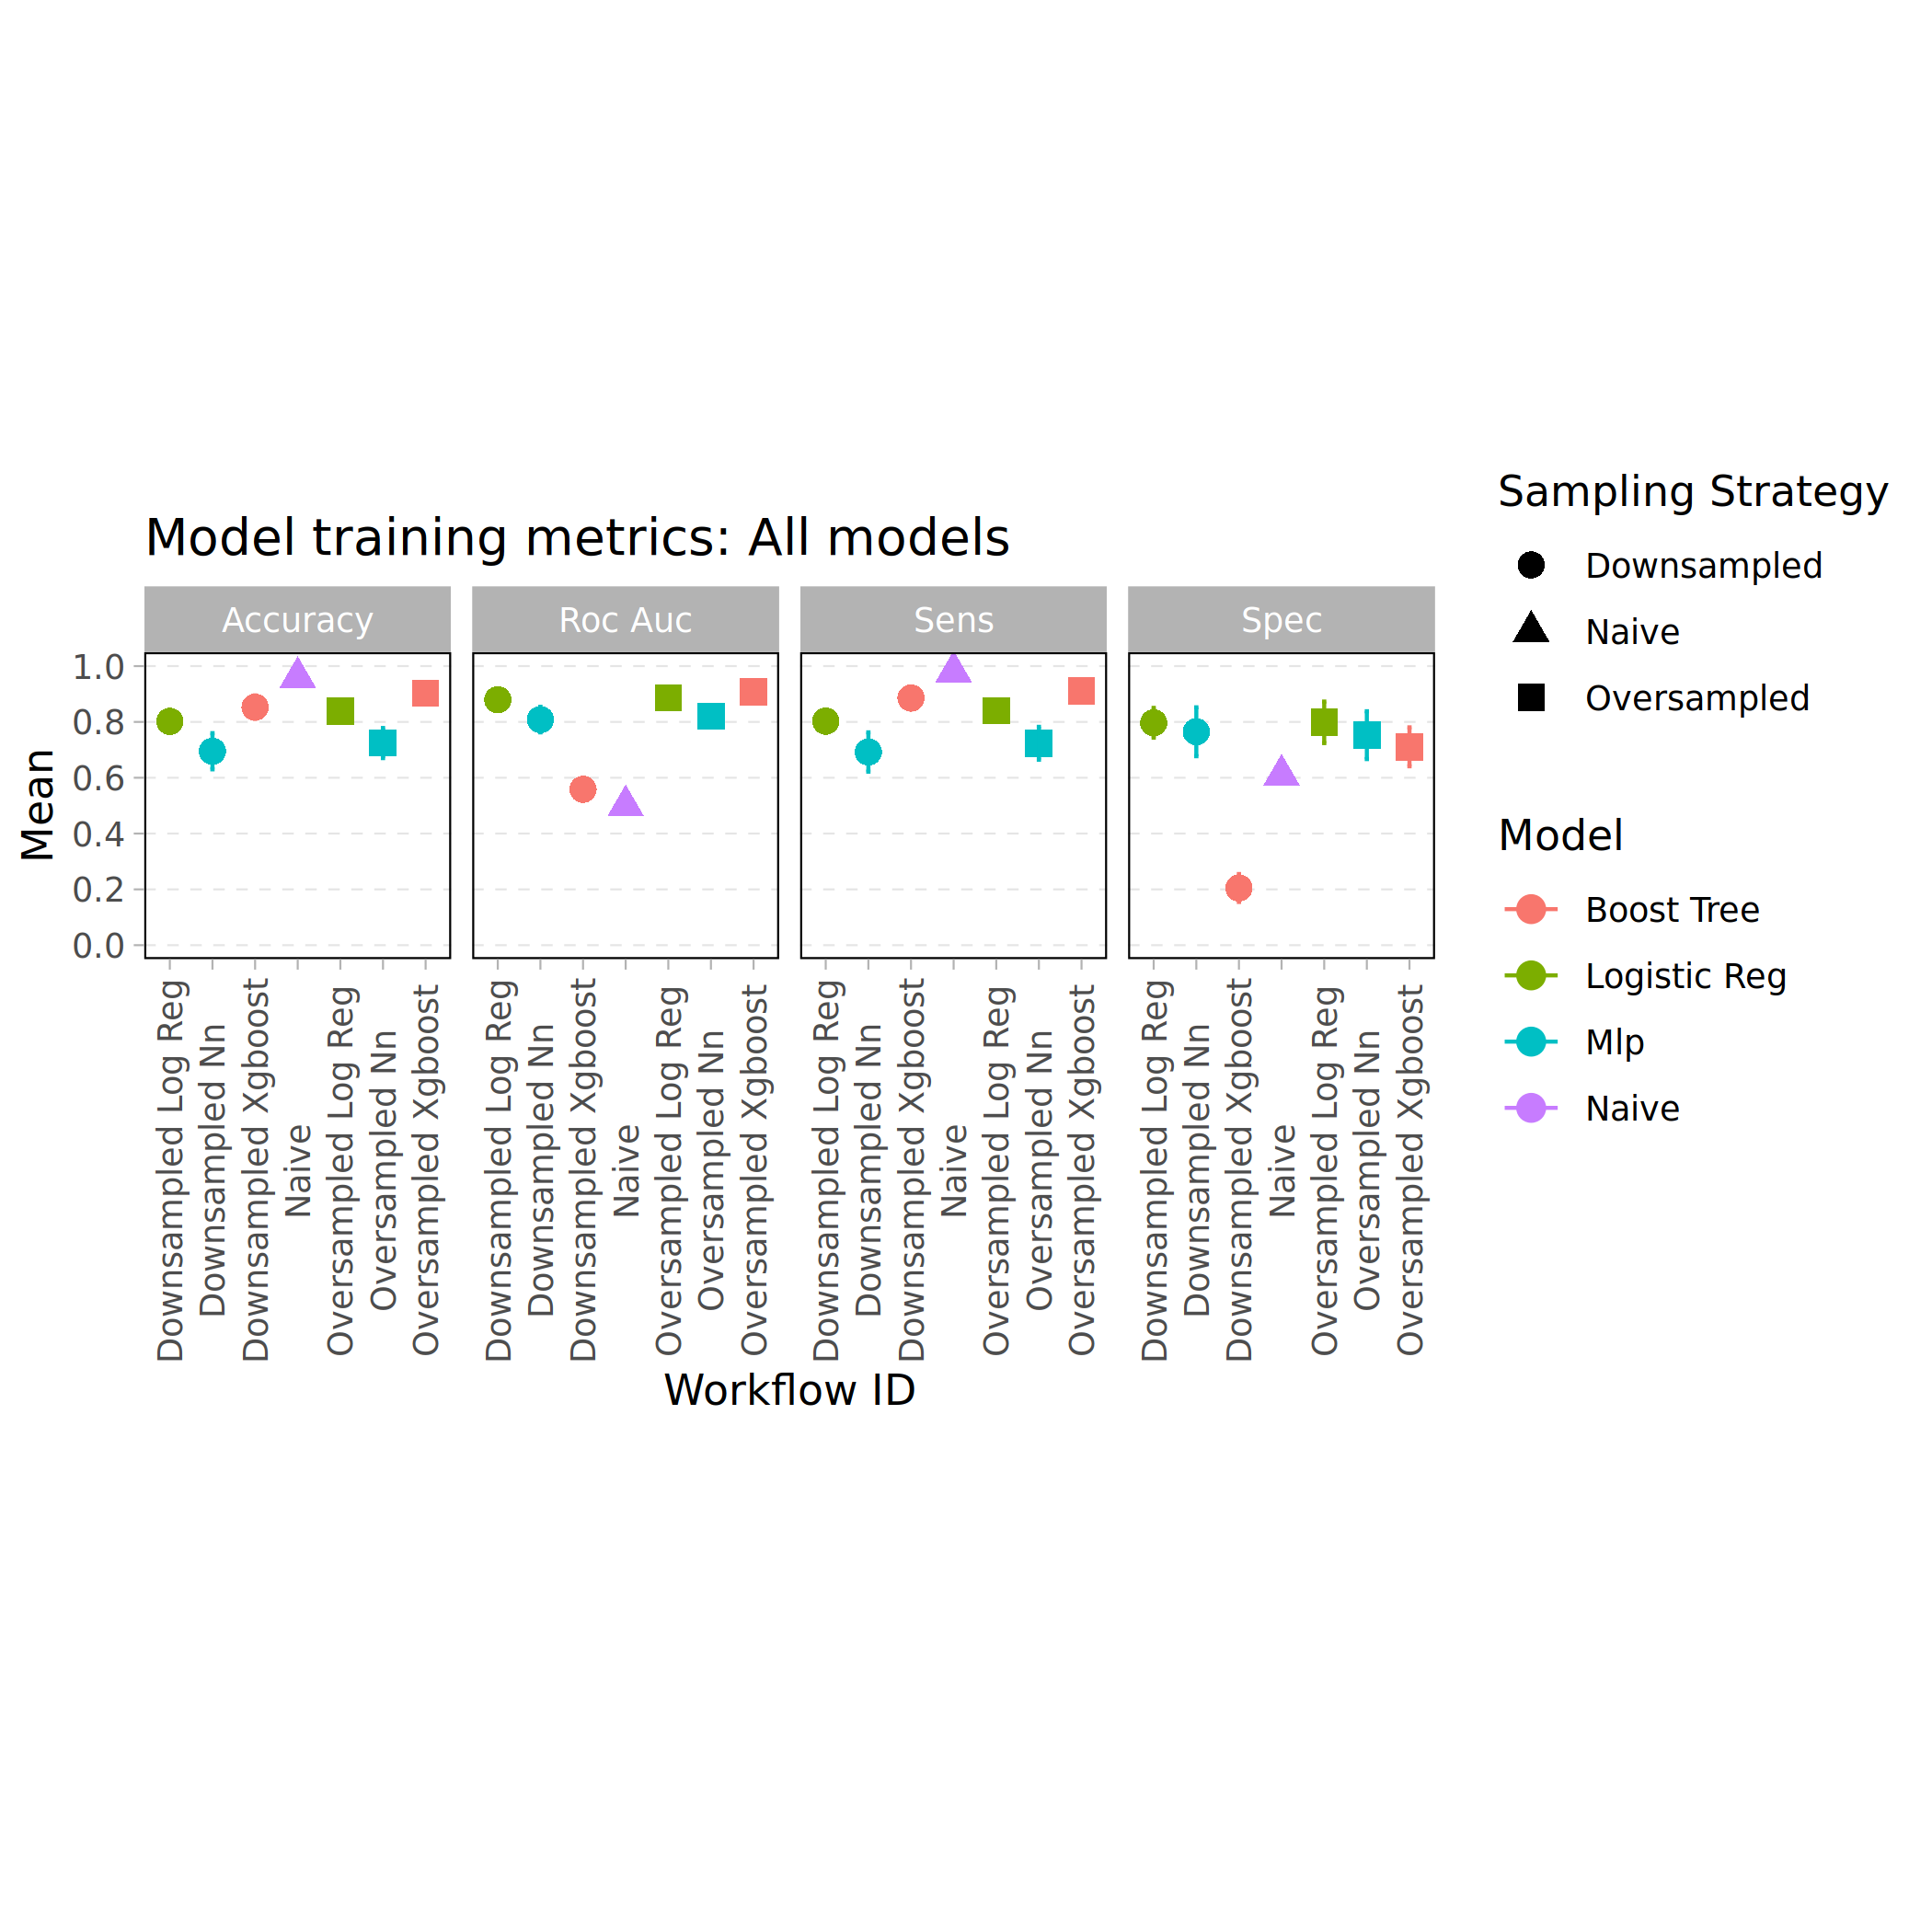 Model training metrics: All models
Accuracy
Roc Auc
Sens
Spec
Mean
1.0
0.8
0.6
0.4
0.2
0.0
Downsampled Log Reg
Downsampled Nn
Downsampled Xgboost
Naive
Oversampled Log Reg
Oversampled Nn
Oversampled Xgboost
Downsampled Log Reg
Downsampled Nn
Downsampled Xgboost
Naive
Oversampled Log Reg
Oversampled Nn
Oversampled Xgboost
Downsampled Log Reg
Downsampled Nn
Downsampled Xgboost
Naive
Oversampled Log Reg
Oversampled Nn
Oversampled Xgboost
Downsampled Log Reg
Downsampled Nn
Downsampled Xgboost
Naive
Oversampled Log Reg
Oversampled Nn
Oversampled Xgboost
Workflow ID
Sampling Strategy
Downsampled
Naive
Oversampled
Model
Boost Tree
Logistic Reg
Mlp
Naive